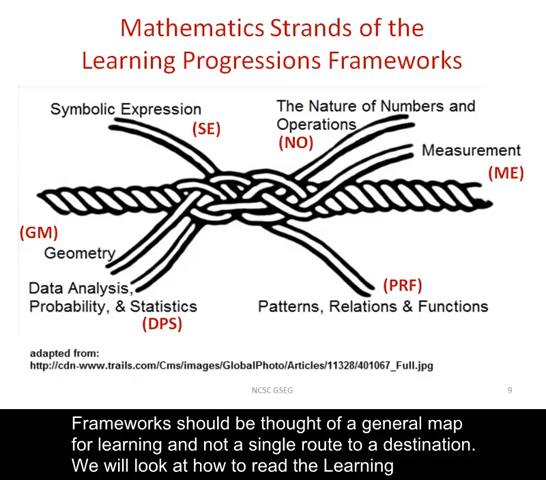 Mathematics Strands of the
Learning Progressions Frameworks
Symbolic Expression
(SE)
The Nature of Numbers and
Operations
(NO)
Measurement
(ME)
(GM)
Geometry
Data Analysis,
Probability, & Statistics
(DPS)
(PRF)
Patterns, Relations & Functions
adapted from:
http://cdn-www.trails.com/Cms/images/GlobalPhoto/Articles/11328/401067_Full.jpg
NCSC GSEG
9
Frameworks should be thought of a general map
for learning and not a single route to a destination.
We will look at how to read the Learning